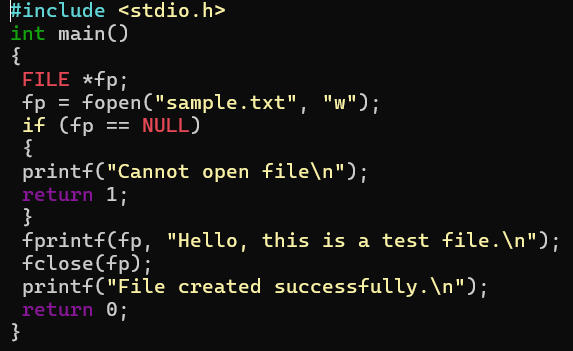 #include <stdio.h>
int main()
{
 FILE *fp;
 fp = fopen("sample.txt", "w");
 if (fp == NULL)
 {
 printf("Cannot open file\n");
 return 1;
 }
 fprintf(fp, "Hello, this is a test file.\n");
 fclose(fp);
 printf("File created successfully.\n");
 return 0;
}